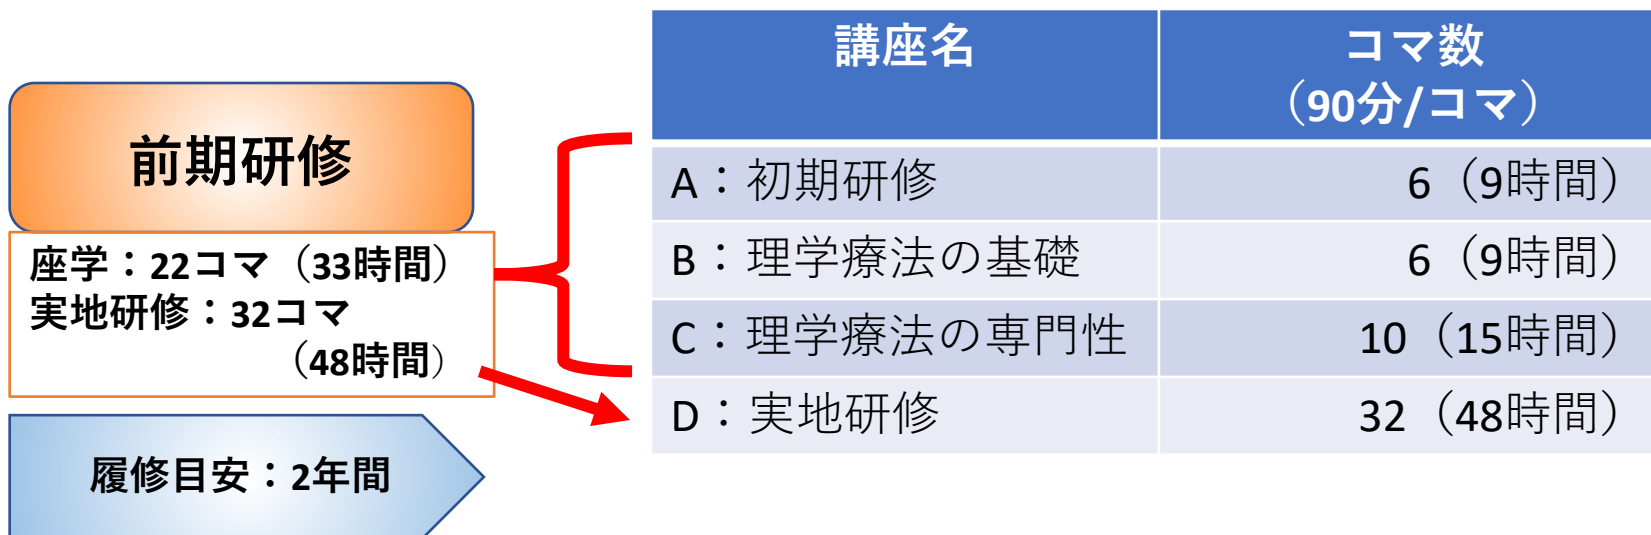 前期研修
座学：22コマ（33時間）
実地研修：32コマ
（48時間）
履修目安：2年間
講座名 コマ数
（90分/コマ）
A：初期研修 6（9時間）
B：理学療法の基礎 6（9時間）
C：理学療法の専門性 10（15時間）
D：実地研修 32（48時間）